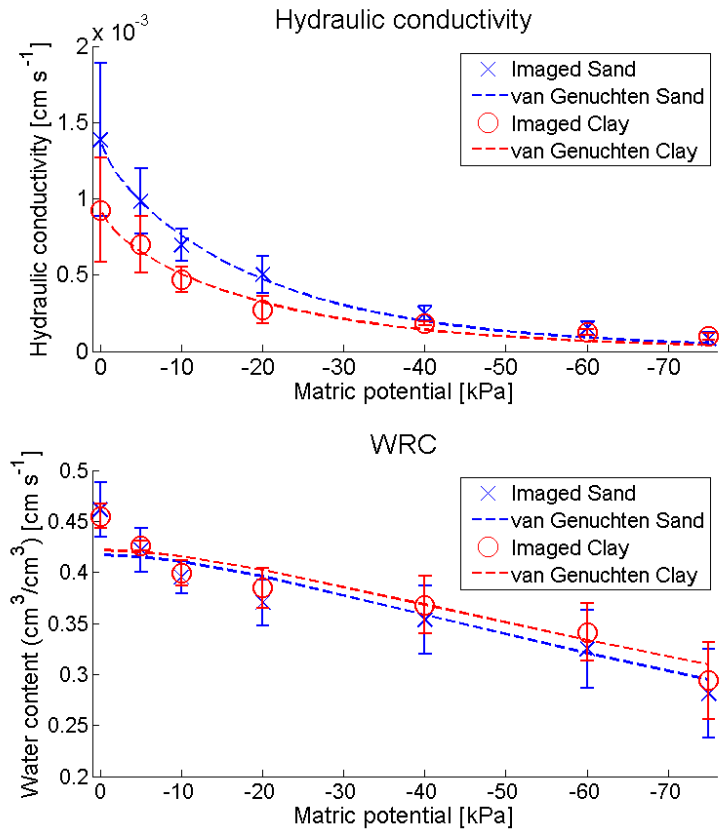 Hydraulic conductivity
x 10⁻³
2
1.5
1
0.5
0
Hydraulic conductivity [cm s⁻¹]
Imaged Sand
van Genuchten Sand
Imaged Clay
van Genuchten Clay
0 -10 -20 -30 -40 -50 -60 -70
Matric potential [kPa]
WRC
0.5
0.45
0.4
0.35
0.3
0.25
0.2
Water content (cm³/cm³) [cm s⁻¹]
Imaged Sand
van Genuchten Sand
Imaged Clay
van Genuchten Clay
0 -10 -20 -30 -40 -50 -60 -70
Matric potential [kPa]